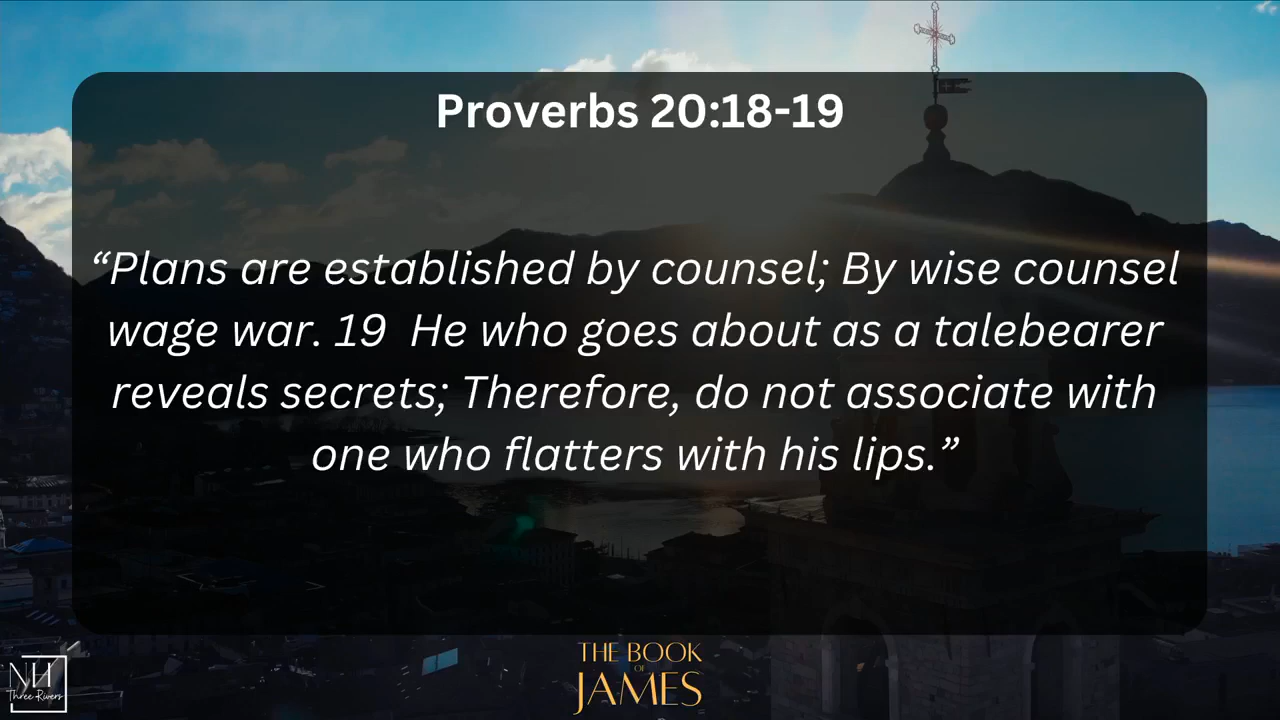 Proverbs 20:18-19
“Plans are established by counsel; By wise counsel
wage war. 19  He who goes about as a talebearer
reveals secrets; Therefore, do not associate with
one who flatters with his lips.”
THE BOOK
OF
JAMES
NH
Three Rivers